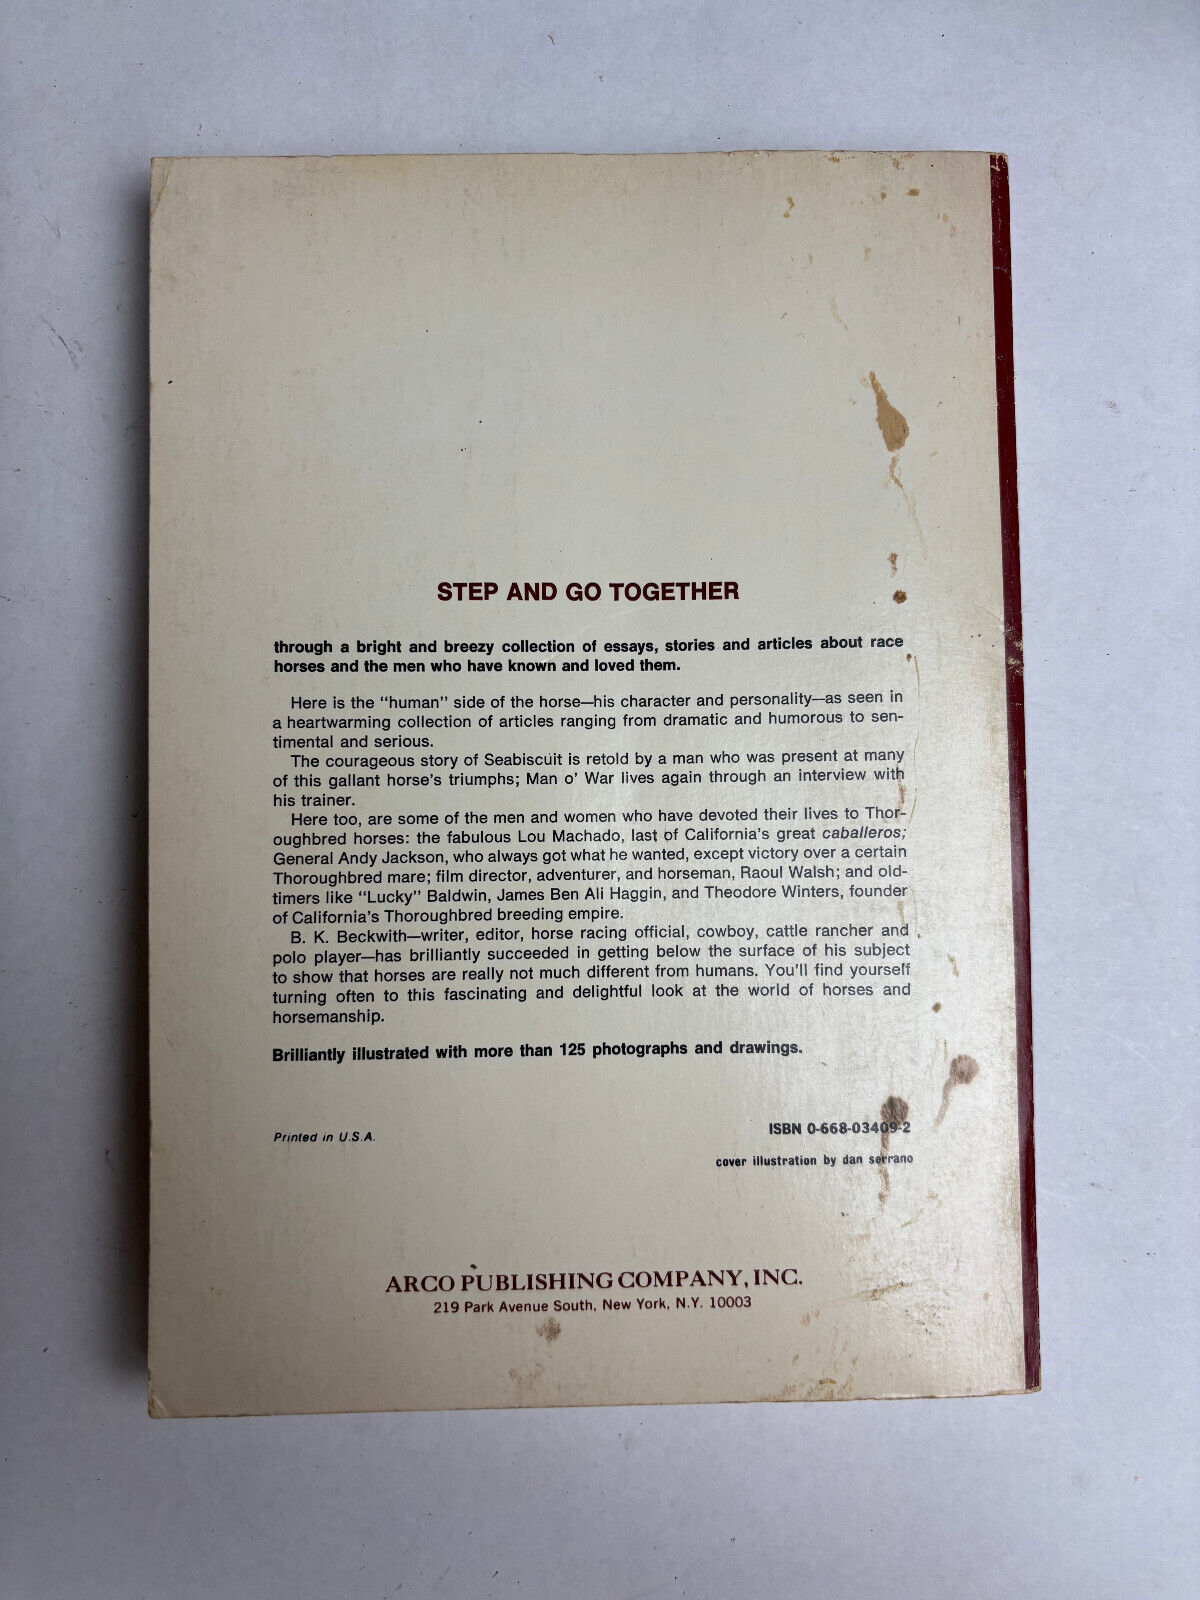 STEP AND GO TOGETHER
through a bright and breezy collection of essays, stories and articles about race
horses and the men who have known and loved them.
Here is the "human" side of the horse—his character and personality—as seen in
a heartwarming collection of articles ranging from dramatic and humorous to sen-
timental and serious.
The courageous story of Seabiscuit is retold by a man who was present at many
of this gallant horse's triumphs; Man o' War lives again through an interview with
his trainer.
Here too, are some of the men and women who have devoted their lives to Thor-
oughbred horses: the fabulous Lou Machado, last of California's great caballeros;
General Andy Jackson, who always got what he wanted, except victory over a certain
Thoroughbred mare; film director, adventurer, and horseman, Raoul Walsh; and old-
timers like "Lucky" Baldwin, James Ben Ali Haggin, and Theodore Winters, founder
of California's Thoroughbred breeding empire.
B. K. Beckwith—writer, editor, horse racing official, cowboy, cattle rancher and
polo player—has brilliantly succeeded in getting below the surface of his subject
to show that horses are really not much different from humans. You'll find yourself
turning often to this fascinating and delightful look at the world of horses and
horsemanship.
Brilliantly illustrated with more than 125 photographs and drawings.
Printed in U.S.A.
ISBN 0-668-03409-2
cover illustration by dan serrano
ARCO PUBLISHING COMPANY, INC.
219 Park Avenue South, New York, N.Y. 10003